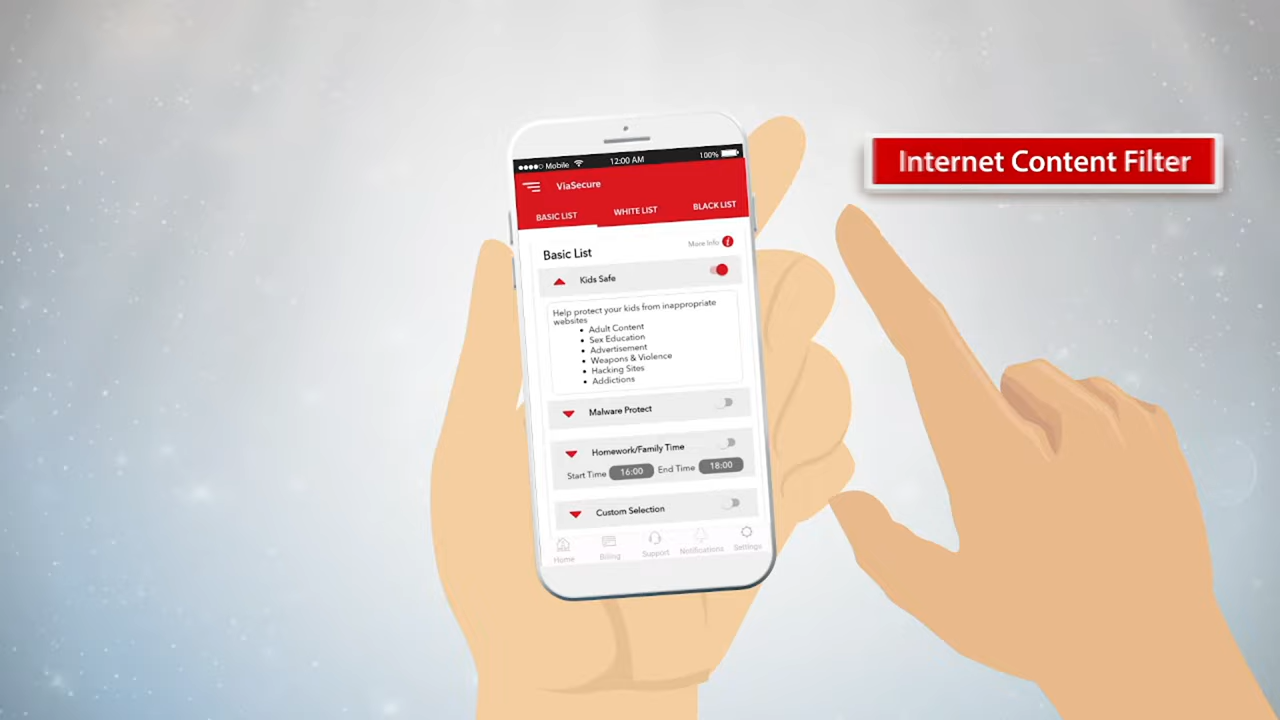 Internet Content Filter
Mobile 12:00 AM 100%
ViaSecure
BASIC LIST WHITE LIST BLACK LIST
Basic List More Info i
Kids Safe
Help protect your kids from inappropriate
websites
• Adult Content
• Sex Education
• Advertisement
• Weapons & Violence
• Hacking Sites
• Addictions
Malware Protect
Homework/Family Time
Start Time 16:00 End Time 18:00
Custom Selection
Home Billing Support Notifications Settings